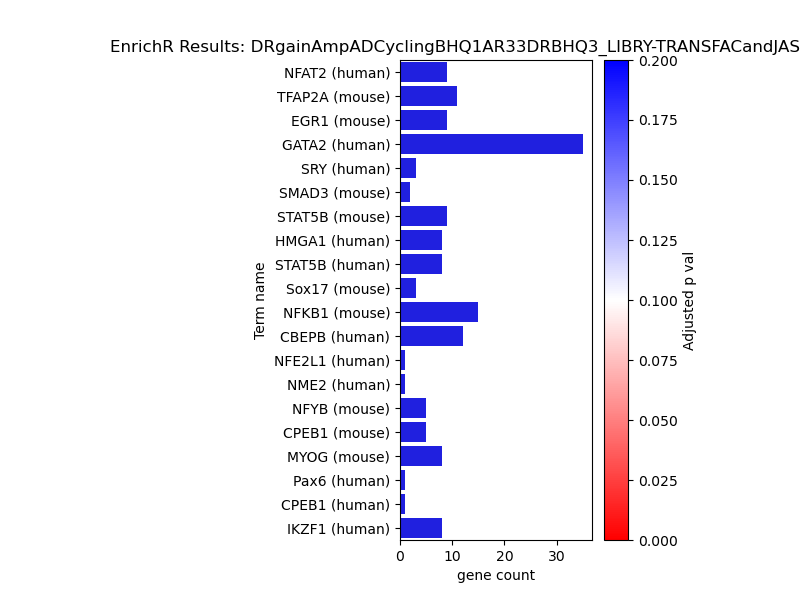 EnrichR Results: DRgainAmpADCyclingBHQ1AR33DRBHQ3_LIBRY-TRANSFACandJAS
NFAT2 (human)
TFAP2A (mouse)
EGR1 (mouse)
GATA2 (human)
SRY (human)
SMAD3 (mouse)
STAT5B (mouse)
HMGA1 (human)
STAT5B (human)
Sox17 (mouse)
NFKB1 (mouse)
CBEPB (human)
NFE2L1 (human)
NME2 (human)
NFYB (mouse)
CPEB1 (mouse)
MYOG (mouse)
Pax6 (human)
CPEB1 (human)
IKZF1 (human)
Term name
0 10 20 30
gene count
0.200
0.175
0.150
0.125
0.100
0.075
0.050
0.025
0.000
Adjusted p val